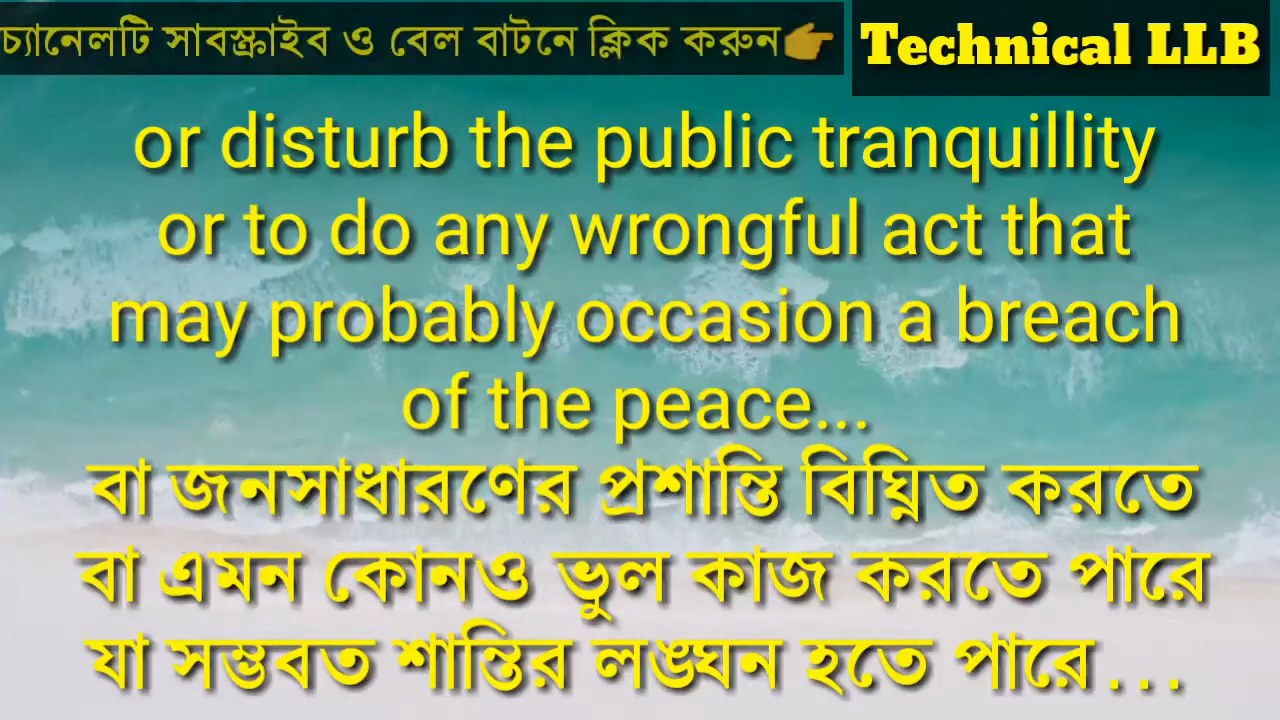 চ্যানেলটি সাবস্ক্রাইব ও বেল বাটনে ক্লিক করুন👉
Technical LLB
or disturb the public tranquillity
or to do any wrongful act that
may probably occasion a breach
of the peace...
বা জনসাধারণের প্রশান্তি বিঘ্নিত করতে
বা এমন কোনও ভুল কাজ করতে পারে
যা সম্ভবত শান্তির লঙ্ঘন হতে পারে...